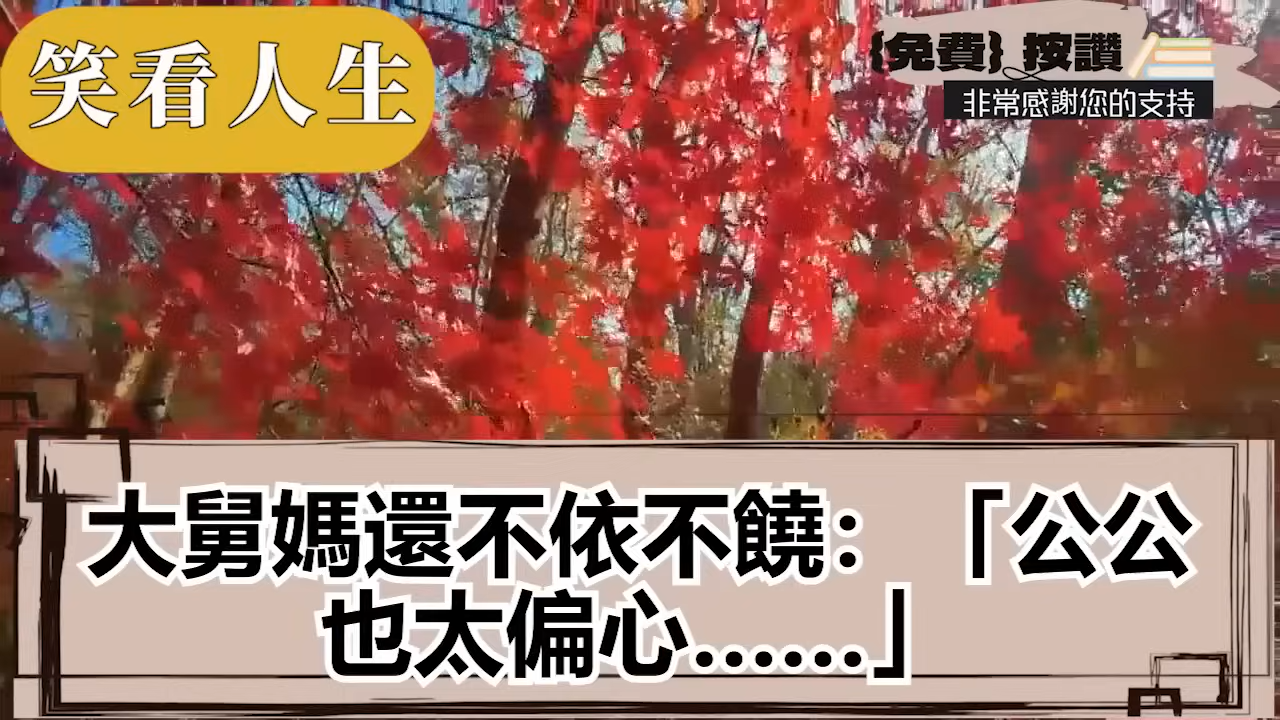 笑看人生
{免費} 按讚
非常感謝您的支持
大舅媽還不依不饒：「公公
也太偏心......」